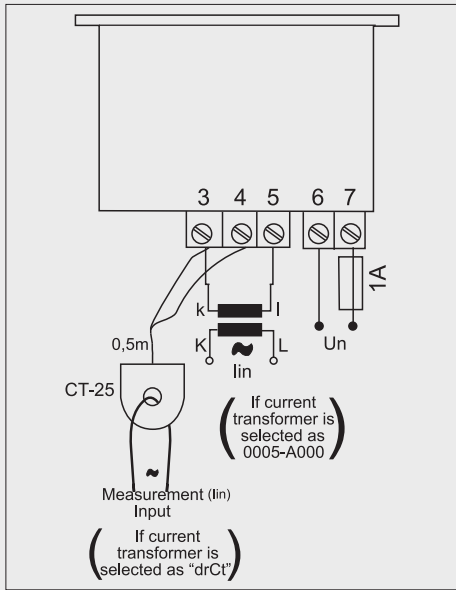 3 4 5 6 7
1A
k l
0,5m
K L
Un
Iin
CT-25
(If current
transformer is
selected as
0005-A000)
Measurement (Iin)
Input
(If current
transformer is
selected as “drCt”)